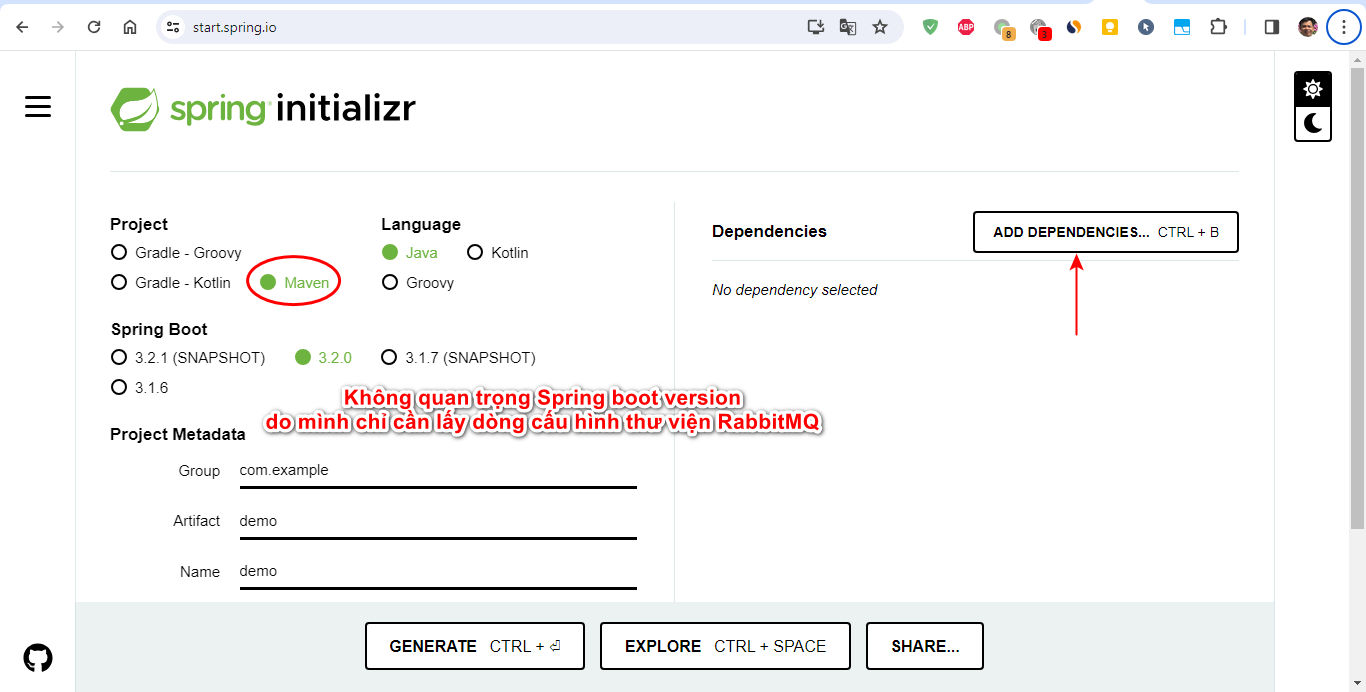 start.spring.io
ABP
8
spring initializr
Project
Language
Gradle - Groovy
Java
Kotlin
Gradle - Kotlin
Maven
Groovy
Spring Boot
3.2.1 (SNAPSHOT)
3.2.0
3.1.7 (SNAPSHOT)
3.1.6
Không quan trọng Spring boot version
do mình chỉ cần lấy dòng cấu hình thư viện RabbitMQ
Project Metadata
Group
com.example
Artifact
demo
Name
demo
Dependencies
ADD DEPENDENCIES... CTRL + B
No dependency selected
GENERATE CTRL + ⏎
EXPLORE CTRL + SPACE
SHARE...